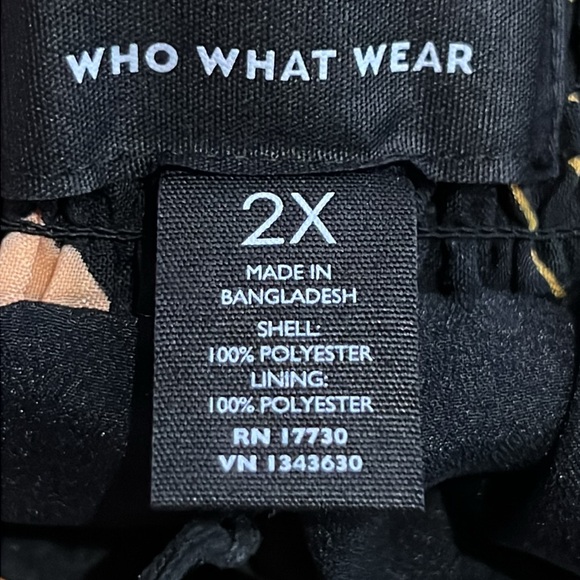 WHO WHAT WEAR
2X
MADE IN
BANGLADESH
SHELL:
100% POLYESTER
LINING:
100% POLYESTER
RN 17730
VN 1343630